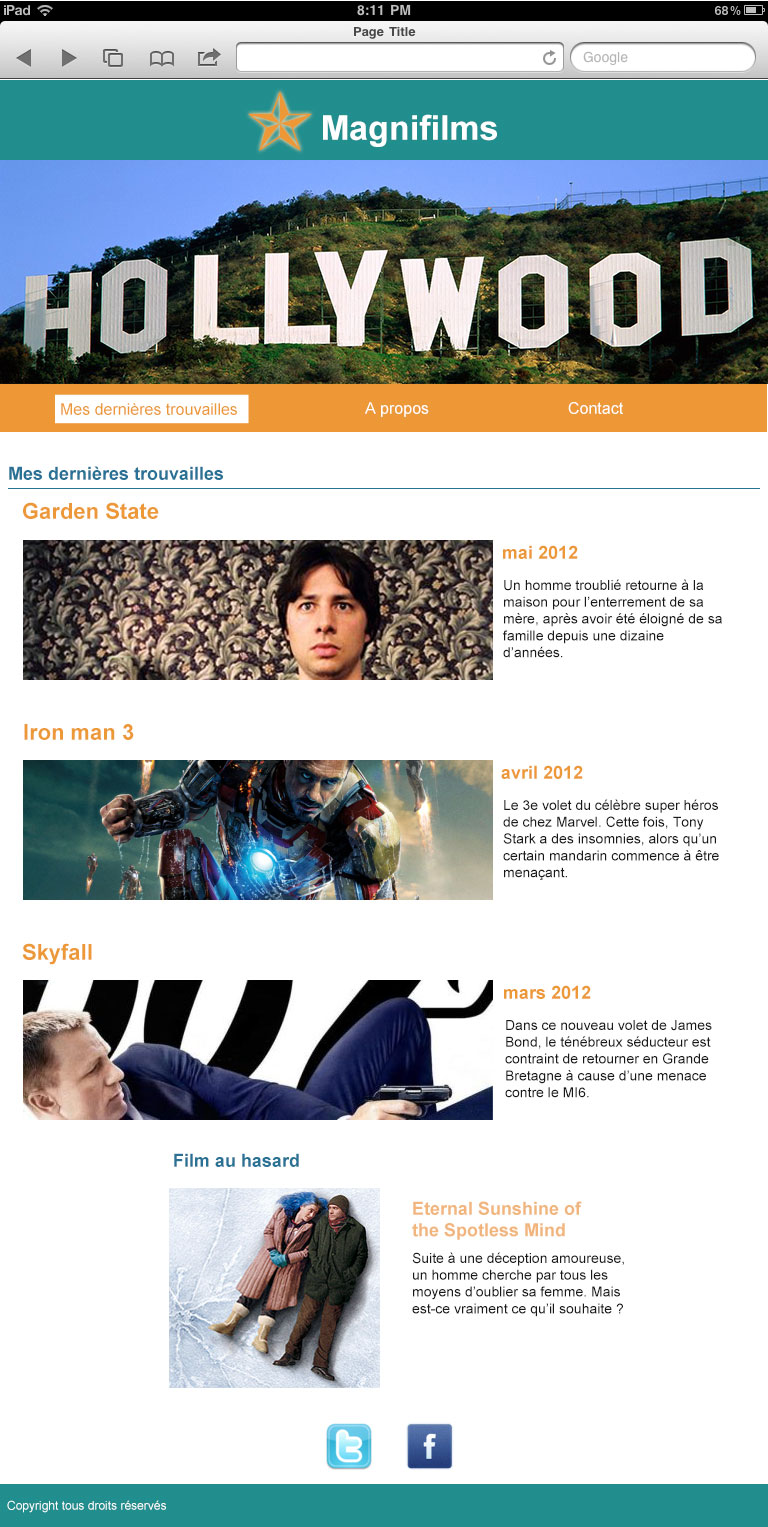 iPad
8:11 PM
68%
Page Title
Google
Magnifilms
HOLLYWOOD
Mes dernières trouvailles
A propos
Contact
Mes dernières trouvailles
Garden State
mai 2012
Un homme troublié retourne à la
maison pour l'enterrement de sa
mère, après avoir été éloigné de sa
famille depuis une dizaine
d'années.
Iron man 3
avril 2012
Le 3e volet du célèbre super héros
de chez Marvel. Cette fois, Tony
Stark a des insomnies, alors qu'un
certain mandarin commence à être
menaçant.
Skyfall
007
mars 2012
Dans ce nouveau volet de James
Bond, le ténébreux séducteur est
contraint de retourner en Grande
Bretagne à cause d'une menace
contre le MI6.
Film au hasard
Eternal Sunshine of
the Spotless Mind
Suite à une déception amoureuse,
un homme cherche par tous les
moyens d'oublier sa femme. Mais
est-ce vraiment ce qu'il souhaite ?
t
f
Copyright tous droits réservés